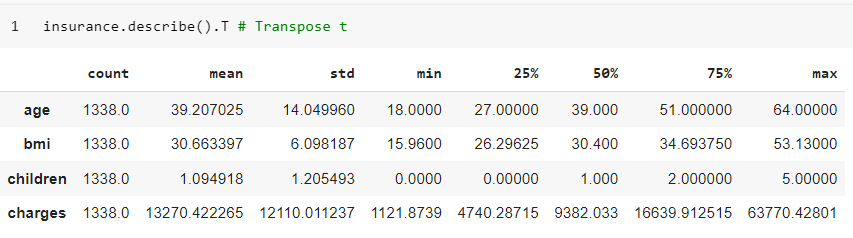 1 insurance.describe().T # Transpose t
count mean std min 25% 50% 75% max
age 1338.0 39.207025 14.049960 18.0000 27.00000 39.000 51.000000 64.00000
bmi 1338.0 30.663397 6.098187 15.9600 26.29625 30.400 34.693750 53.13000
children 1338.0 1.094918 1.205493 0.0000 0.00000 1.000 2.000000 5.00000
charges 1338.0 13270.422265 12110.011237 1121.8739 4740.28715 9382.033 16639.912515 63770.42801